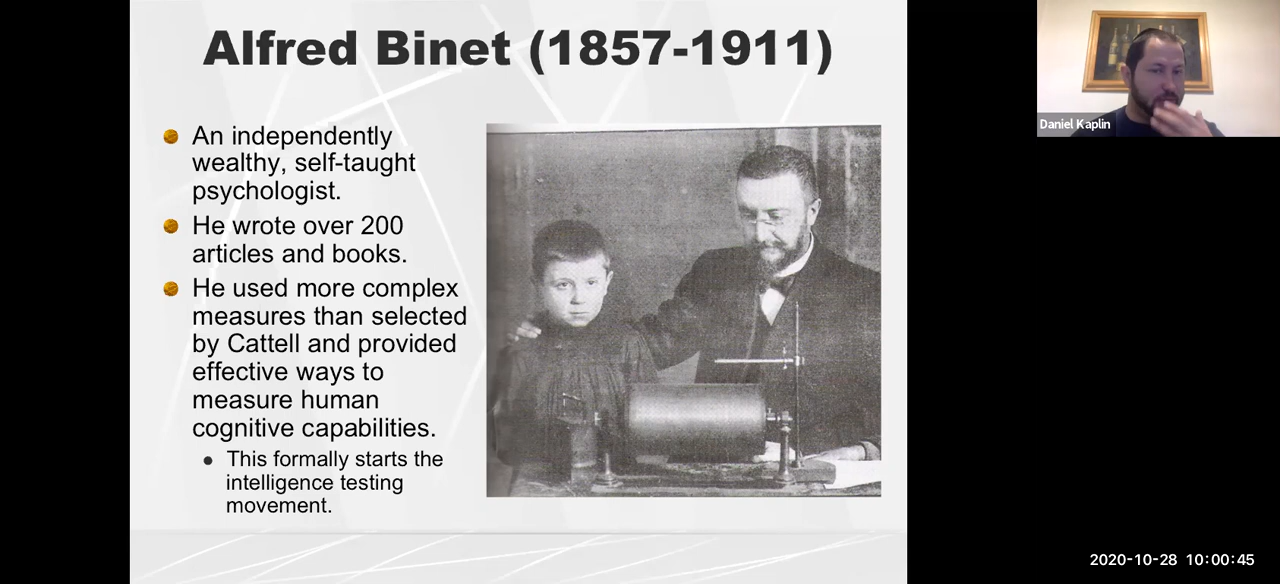 Alfred Binet (1857-1911)
An independently
wealthy, self-taught
psychologist.
He wrote over 200
articles and books.
He used more complex
measures than selected
by Cattell and provided
effective ways to
measure human
cognitive capabilities.
This formally starts the
intelligence testing
movement.
Daniel Kaplin
2020-10-28 10:00:45